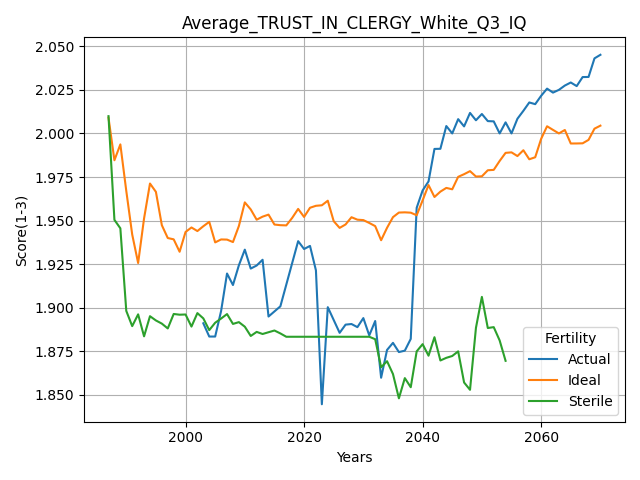 Average_TRUST_IN_CLERGY_White_Q3_IQ
Score(1-3)
2.050
2.025
2.000
1.975
1.950
1.925
1.900
1.875
1.850
2000
2020
2040
2060
Years
Fertility
Actual
Ideal
Sterile